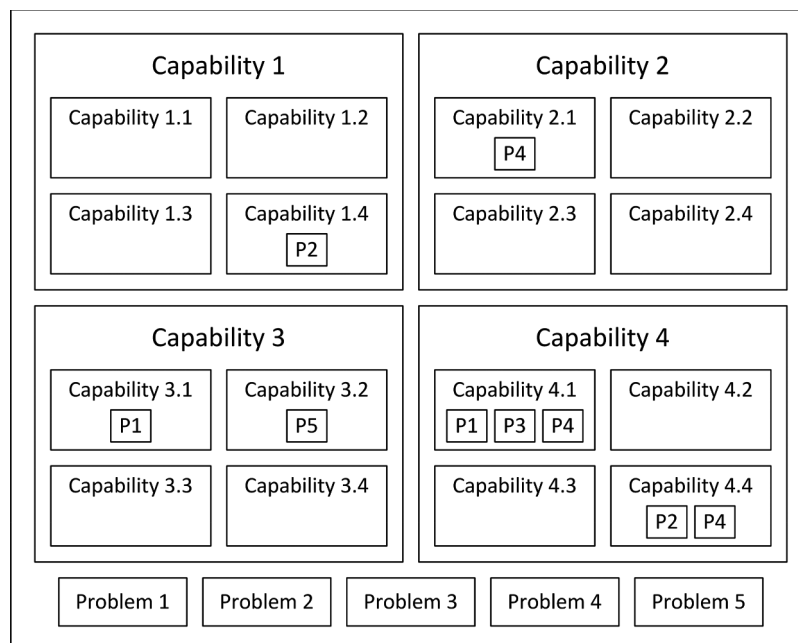 Capability 1
Capability 1.1
Capability 1.2
Capability 1.3
Capability 1.4
P2
Capability 2
Capability 2.1
P4
Capability 2.2
Capability 2.3
Capability 2.4
Capability 3
Capability 3.1
P1
Capability 3.2
P5
Capability 3.3
Capability 3.4
Capability 4
Capability 4.1
P1 P3 P4
Capability 4.2
Capability 4.3
Capability 4.4
P2 P4
Problem 1
Problem 2
Problem 3
Problem 4
Problem 5